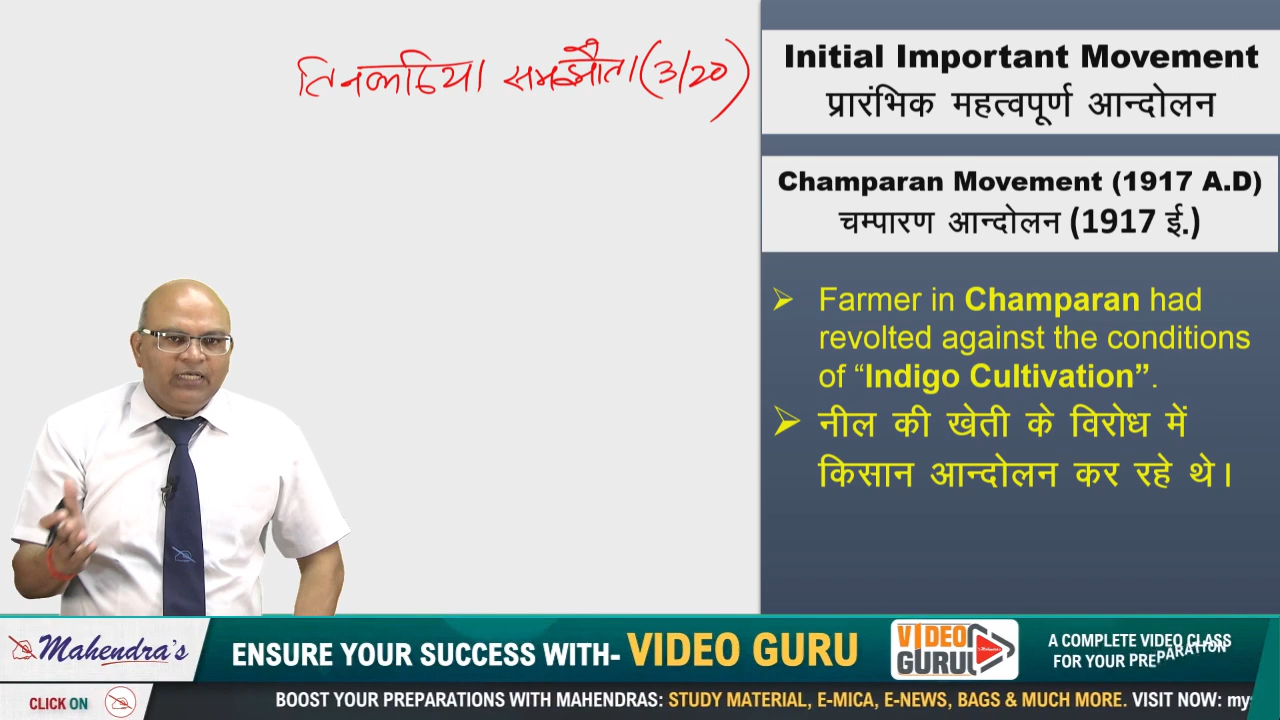 तिनकठिया समझौता (3/20)
Initial Important Movement
प्रारंभिक महत्वपूर्ण आन्दोलन
Champaran Movement (1917 A.D)
चम्पारण आन्दोलन (1917 ई.)
➢ Farmer in Champaran had
revolted against the conditions
of “Indigo Cultivation”.
➢ नील की खेती के विरोध में
किसान आन्दोलन कर रहे थे।
Mahendra's
ENSURE YOUR SUCCESS WITH- VIDEO GURU
VIDEO
GURU
A COMPLETE VIDEO CLASS
FOR YOUR PREPARATION
CLICK ON
BOOST YOUR PREPARATIONS WITH MAHENDRAS: STUDY MATERIAL, E-MICA, E-NEWS, BAGS & MUCH MORE. VISIT NOW: my